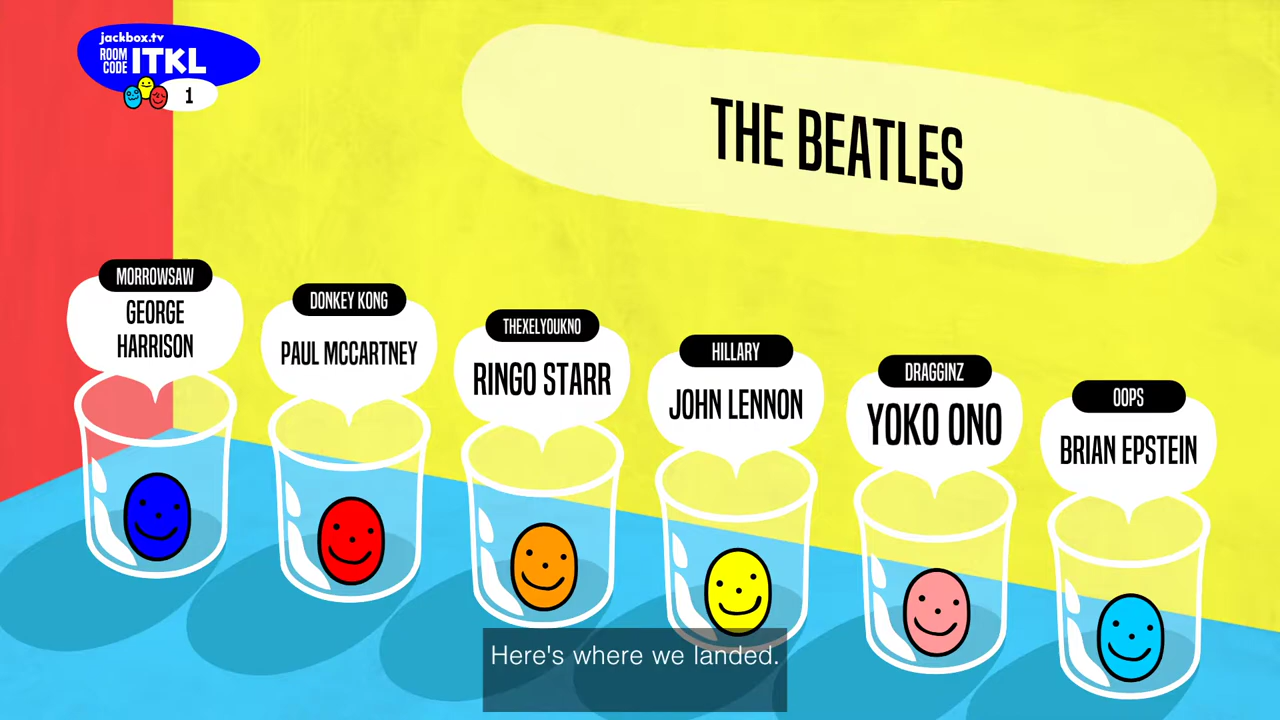 jackbox.tv
ROOM CODE ITKL
1
THE BEATLES
MORROWSAW
GEORGE
HARRISON
DONKEY KONG
PAUL MCCARTNEY
THEXELYOUKNO
RINGO STARR
HILLARY
JOHN LENNON
DRAGGINZ
YOKO ONO
OOPS
BRIAN EPSTEIN
Here's where we landed.